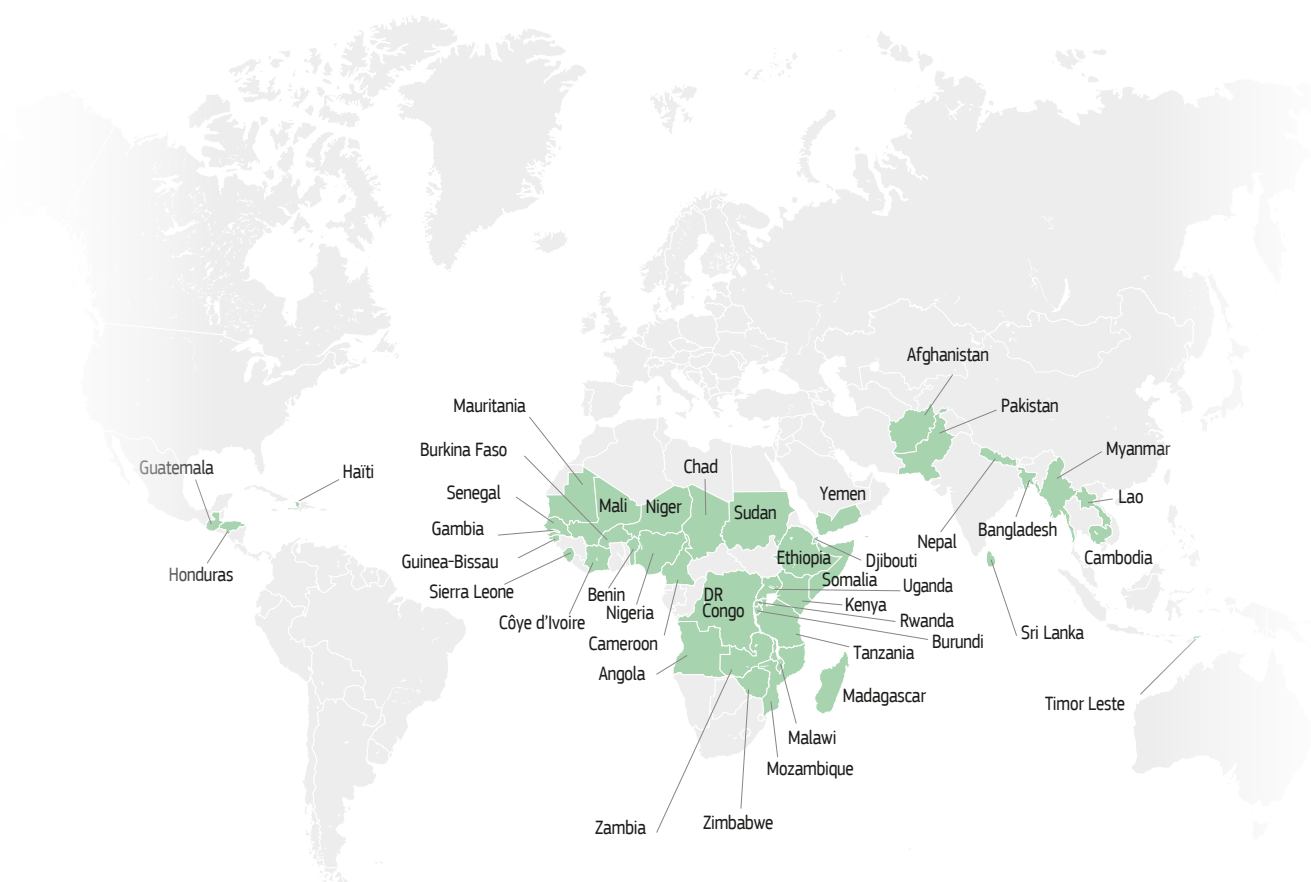 Afghanistan
Pakistan
Mauritania
Burkina Faso
Myanmar
Guatemala
Haïti
Chad
Senegal
Yemen
Lao
Mali
Niger
Sudan
Gambia
Bangladesh
Nepal
Guinea-Bissau
Ethiopia
Djibouti
Cambodia
Honduras
Somalia
Sierra Leone
Uganda
Benin
DR
Congo
Kenya
Nigeria
Côye d’Ivoire
Rwanda
Sri Lanka
Cameroon
Burundi
Tanzania
Angola
Madagascar
Timor Leste
Malawi
Mozambique
Zambia
Zimbabwe